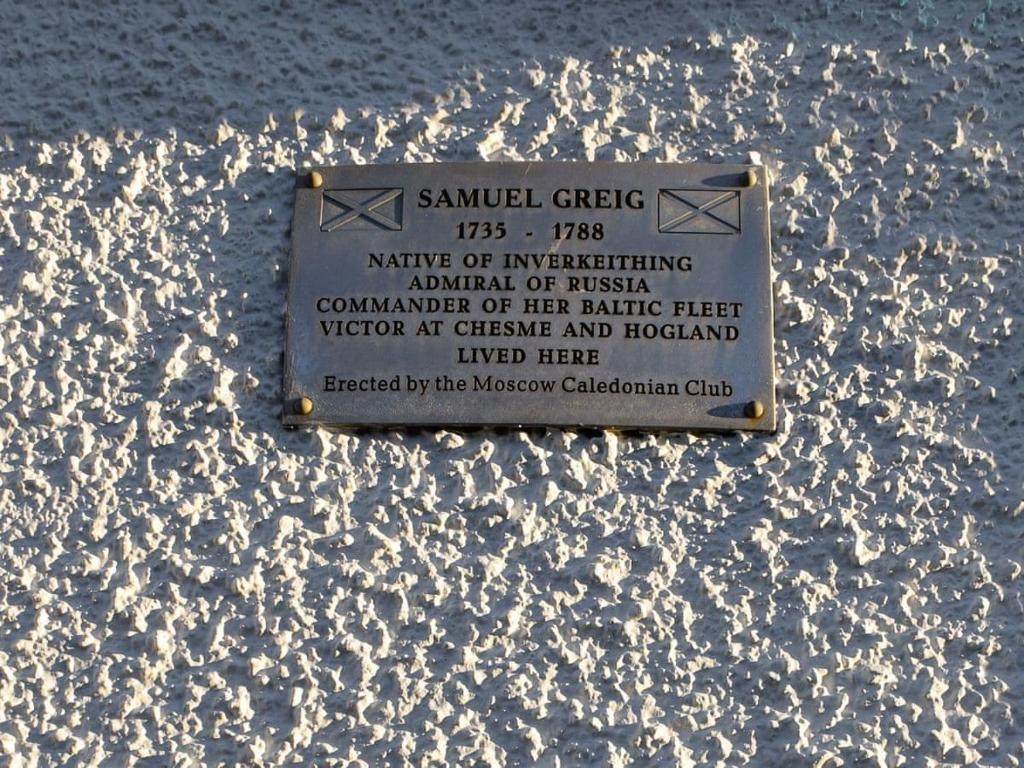 SAMUEL GREIG
1735 - 1788
NATIVE OF INVERKEITHING
ADMIRAL OF RUSSIA
COMMANDER OF HER BALTIC FLEET
VICTOR AT CHESME AND HOGLAND
LIVED HERE
Erected by the Moscow Caledonian Club